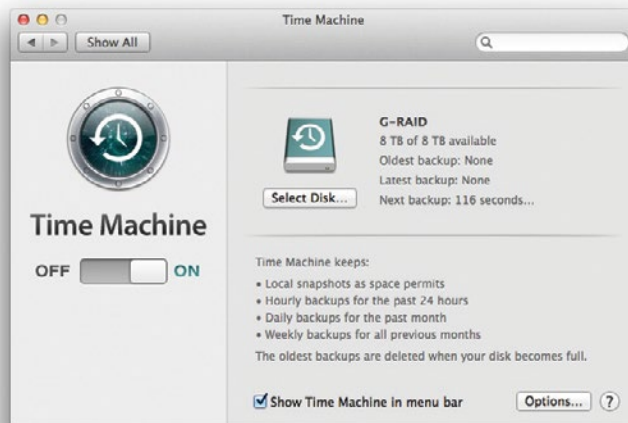 Time Machine
Show All
Time Machine
OFF ON
G-RAID
8 TB of 8 TB available
Oldest backup: None
Latest backup: None
Next backup: 116 seconds...
Select Disk...
Time Machine keeps:
• Local snapshots as space permits
• Hourly backups for the past 24 hours
• Daily backups for the past month
• Weekly backups for all previous months
The oldest backups are deleted when your disk becomes full.
Show Time Machine in menu bar
Options... ?